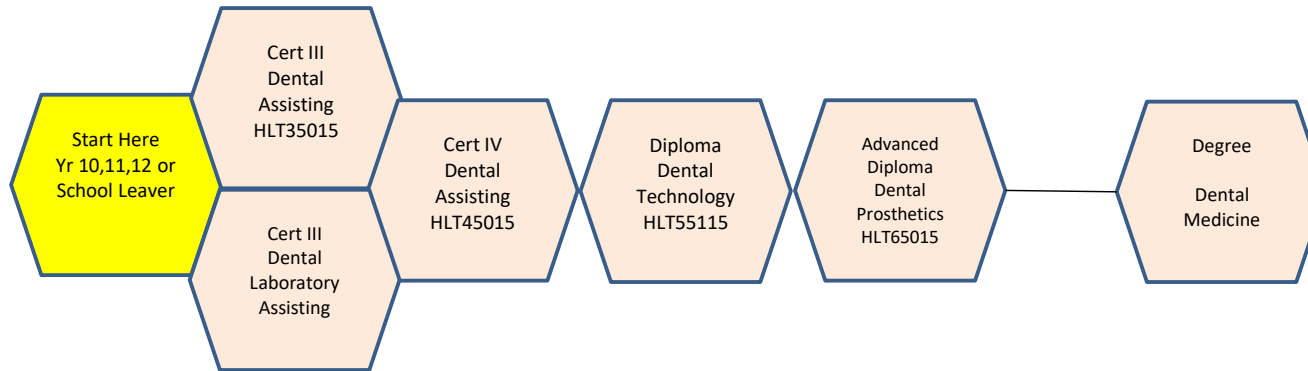 Start Here
Yr 10,11,12 or
School Leaver
Cert III
Dental
Assisting
HLT35015
Cert III
Dental
Laboratory
Assisting
Cert IV
Dental
Assisting
HLT45015
Diploma
Dental
Technology
HLT55115
Advanced
Diploma
Dental
Prosthetics
HLT65015
Degree
Dental
Medicine